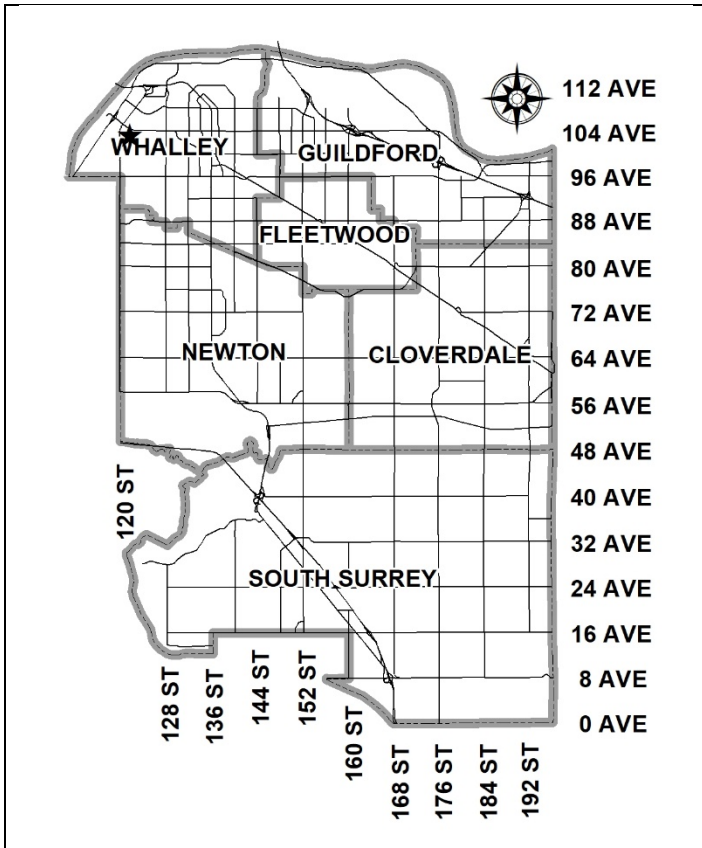 112 AVE
104 AVE
WHALLEY
GUILDFORD
96 AVE
88 AVE
FLEETWOOD
80 AVE
72 AVE
NEWTON
CLOVERDALE
64 AVE
56 AVE
48 AVE
120 ST
40 AVE
32 AVE
SOUTH SURREY
24 AVE
16 AVE
8 AVE
0 AVE
128 ST
136 ST
144 ST
152 ST
160 ST
168 ST
176 ST
184 ST
192 ST